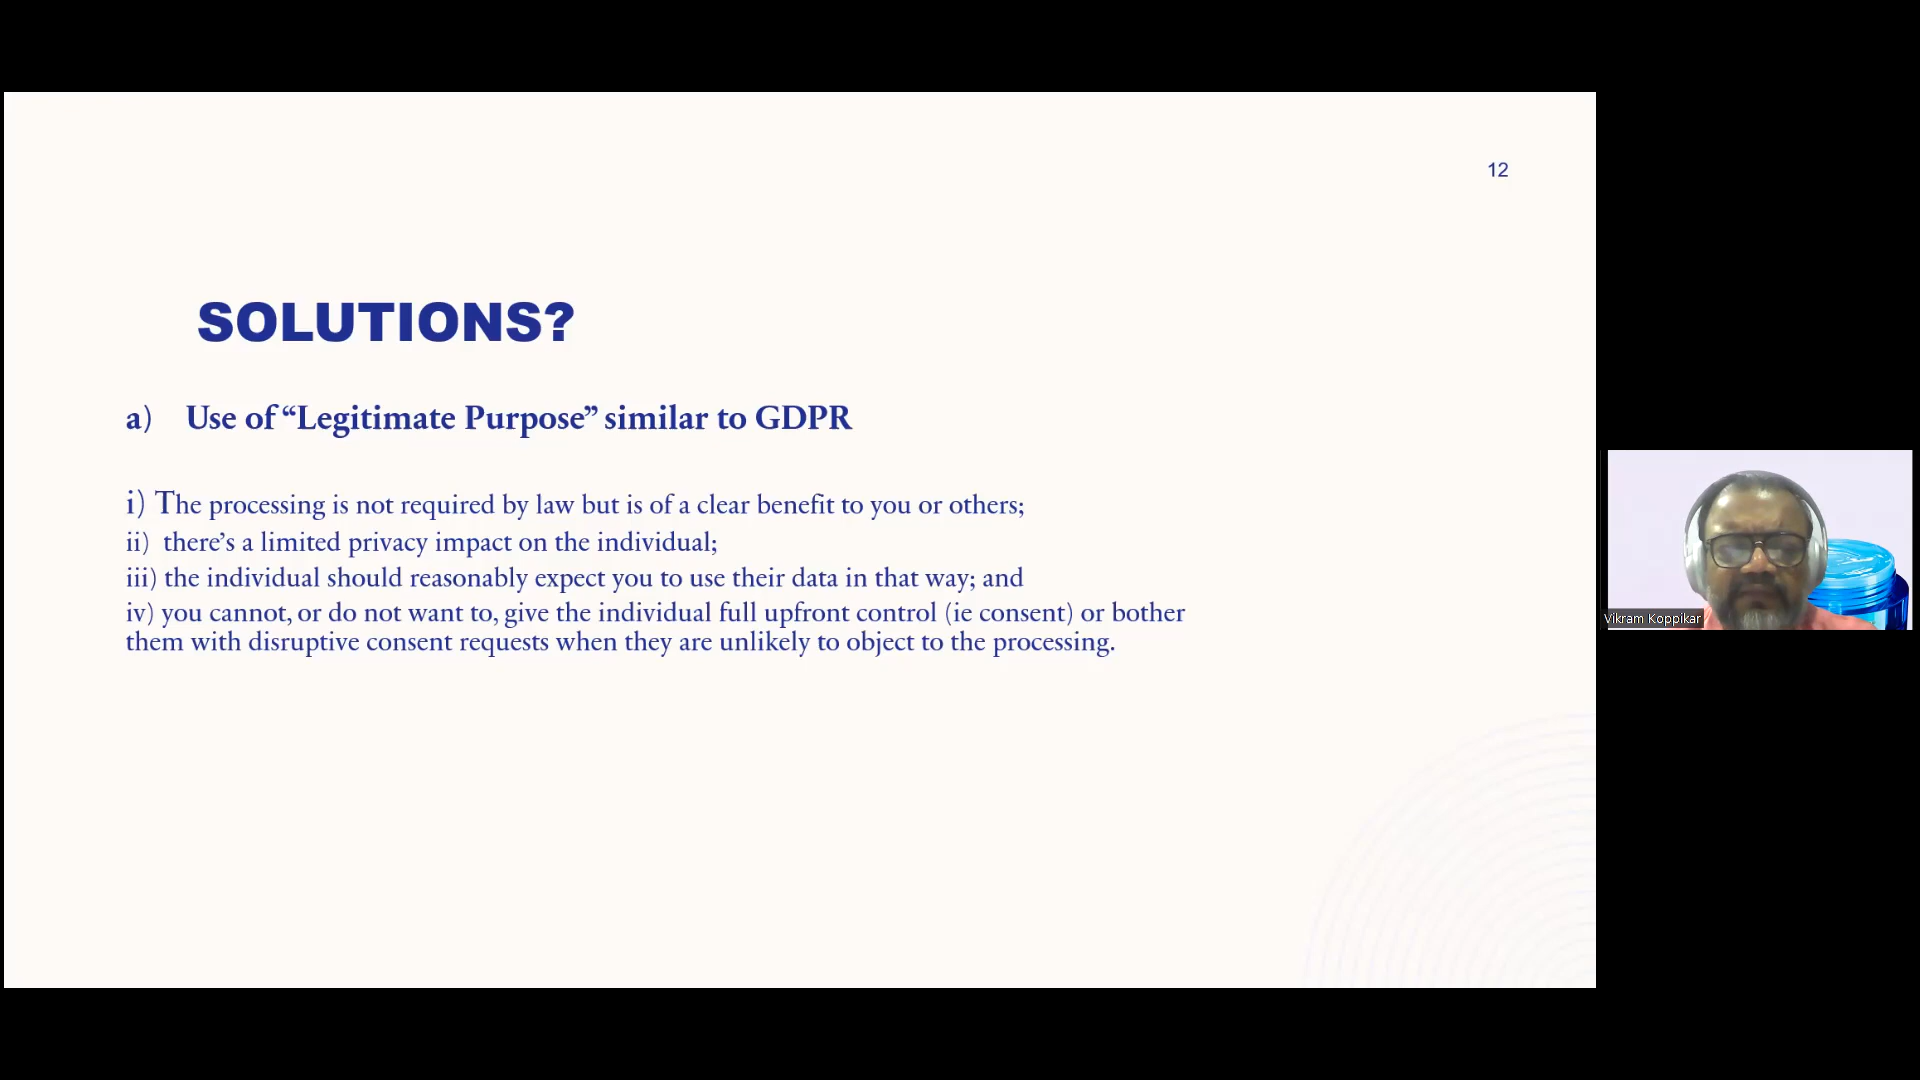 12
SOLUTIONS?
a) Use of “Legitimate Purpose” similar to GDPR
i) The processing is not required by law but is of a clear benefit to you or others;
ii) there’s a limited privacy impact on the individual;
iii) the individual should reasonably expect you to use their data in that way; and
iv) you cannot, or do not want to, give the individual full upfront control (ie consent) or bother
them with disruptive consent requests when they are unlikely to object to the processing.
Vikram Koppikar